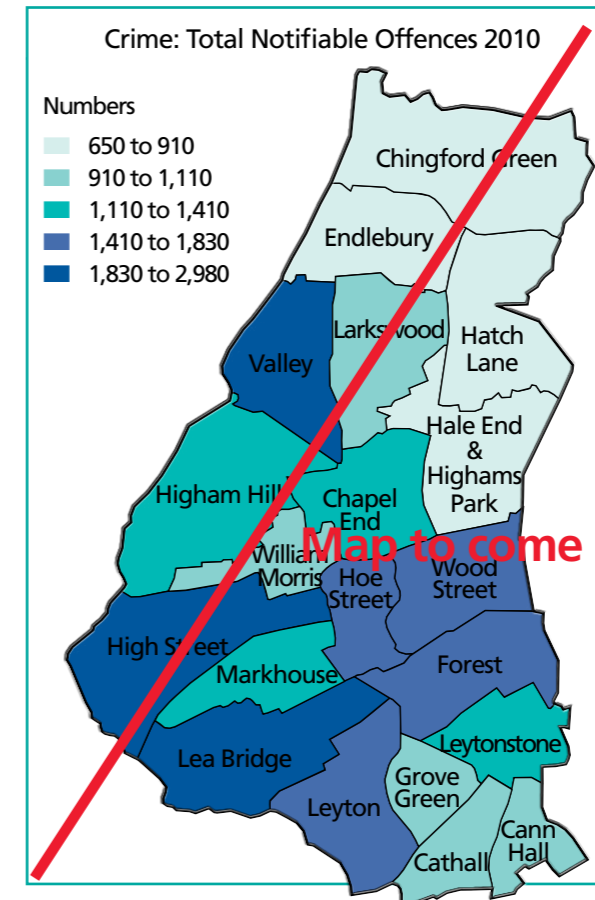 Crime: Total Notifiable Offences 2010
Numbers
650 to 910
910 to 1,110
1,110 to 1,410
1,410 to 1,830
1,830 to 2,980
Chingford Green
Endlebury
Larkswood
Hatch
Lane
Valley
Hale End
&
Highams
Park
Higham Hill
Chapel
End
Map to come
William
Morris
Hoe
Street
Wood
Street
High Street
Markhouse
Forest
Lea Bridge
Leytonstone
Grove
Green
Leyton
Cann
Hall
Cathall